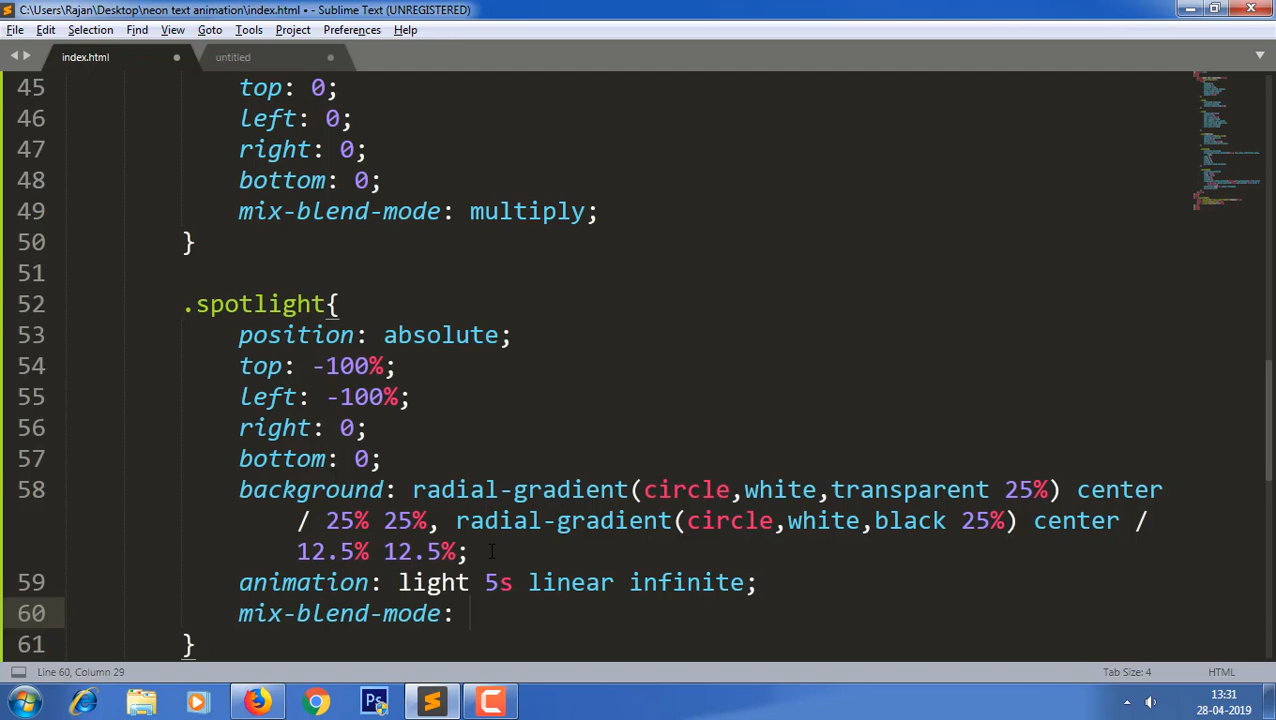 C:\Users\Rajan\Desktop\neon text animation\index.html • - Sublime Text (UNREGISTERED)
File Edit Selection Find View Goto Tools Project Preferences Help
index.html untitled
45 top: 0;
46 left: 0;
47 right: 0;
48 bottom: 0;
49 mix-blend-mode: multiply;
50 }
51
52 .spotlight{
53 position: absolute;
54 top: -100%;
55 left: -100%;
56 right: 0;
57 bottom: 0;
58 background: radial-gradient(circle,white,transparent 25%) center
/ 25% 25%, radial-gradient(circle,white,black 25%) center /
12.5% 12.5%;
59 animation: light 5s linear infinite;
60 mix-blend-mode:
61 }
Line 60, Column 29 Tab Size: 4 HTML
Ps 13:31
28-04-2019